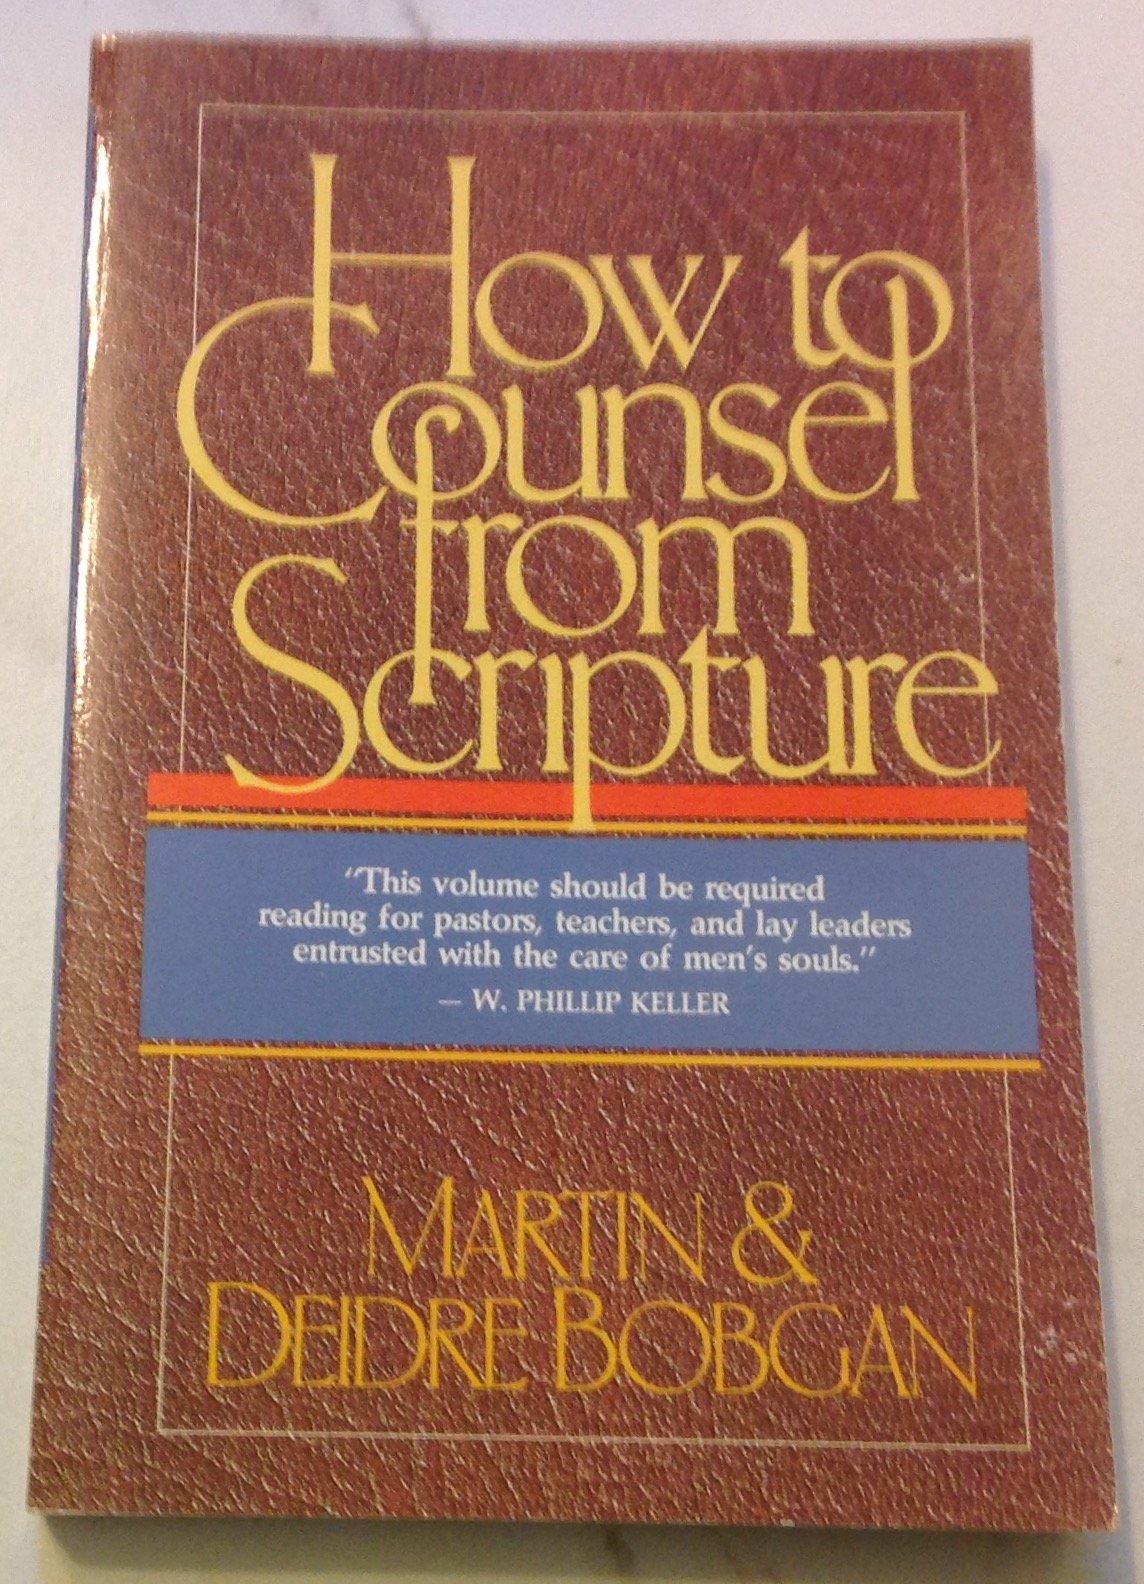 How to
Counsel
from
Scripture
"This volume should be required
reading for pastors, teachers, and lay leaders
entrusted with the care of men's souls."
— W. PHILLIP KELLER
MARTIN &
DEIDRE BOBGAN